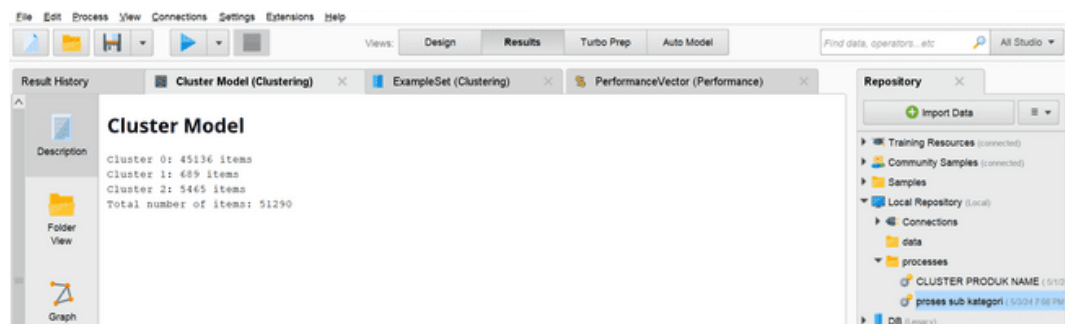 File Edit Process View Connections Settings Extensions Help
Views: Design Results Turbo Prep Auto Model Find data, operators...etc All Studio
Result History Cluster Model (Clustering) ExampleSet (Clustering) PerformanceVector (Performance) Repository
Import Data
Description
Folder View
Graph
Cluster Model
Cluster 0: 45136 items
Cluster 1: 689 items
Cluster 2: 5465 items
Total number of items: 51290
Training Resources (connected)
Community Samples (connected)
Samples
Local Repository (Local)
Connections
data
processes
CLUSTER PRODUK NAME
proses sub kategori
DB (Legacy)